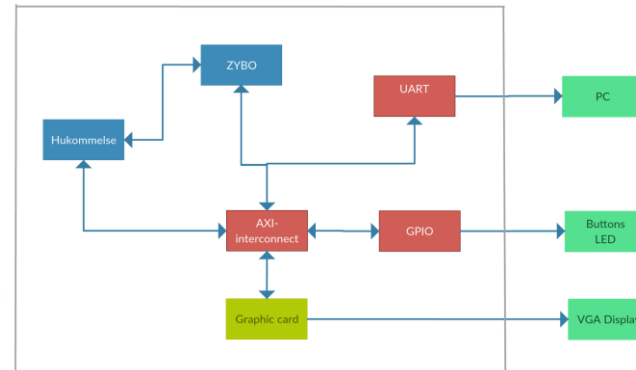 ZYBO
UART
PC
Hukommelse
AXI-
interconnect
GPIO
Buttons
LED
Graphic card
VGA Display